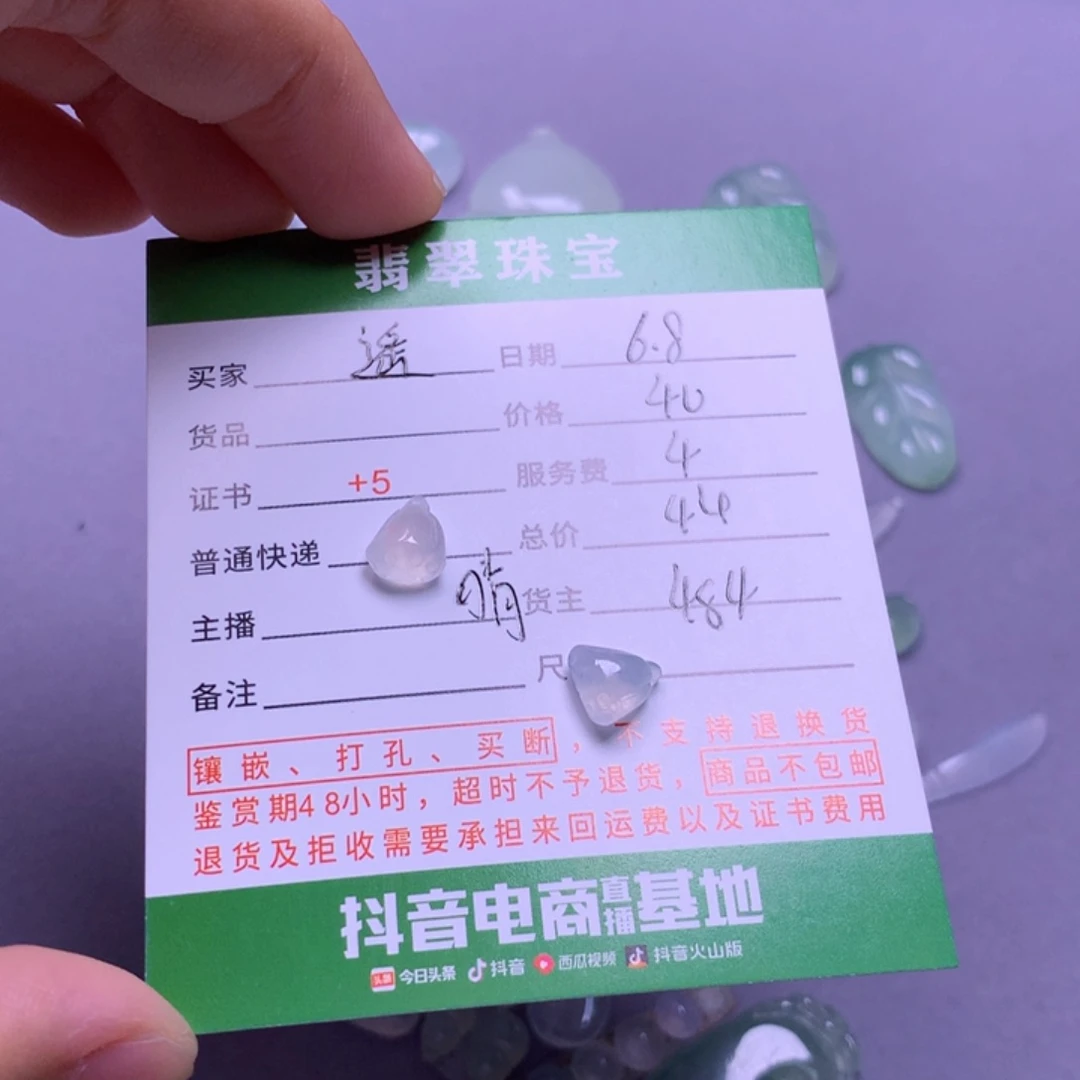 翡翠珠宝
买家 遥 日期 6.8
货品 价格 40
证书 +5 服务费 4
普通快递 总价 44
主播 晴 货主 484
备注 尺
镶嵌、打孔、买断，不支持退换货
鉴赏期48小时，超时不予退货，商品不包邮
退货及拒收需要承担来回运费以及证书费用
抖音电商直播基地
头条 今日头条 抖音 西瓜视频 抖音火山版